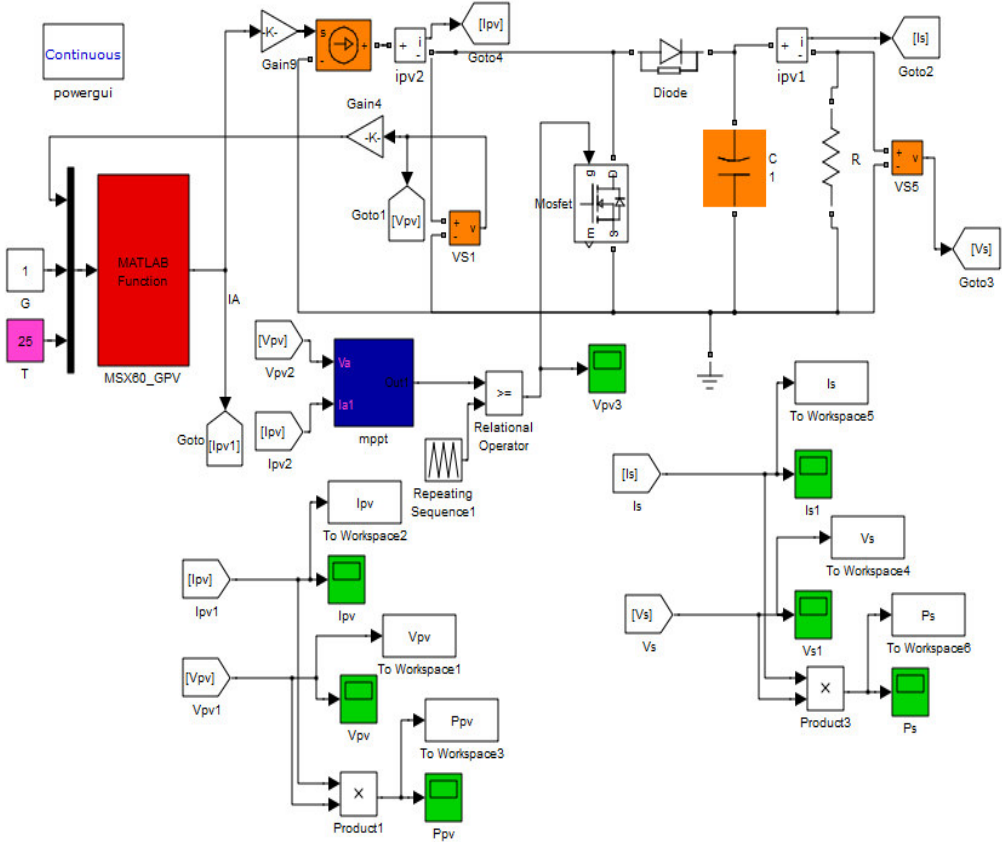 Continuous
powergui
-K-
Gain9
s
+
-
+
-
i
ipv2
[Ipv]
Goto4
Diode
+
-
i
ipv1
[Is]
Goto2
Gain4
-K-
Goto1
[Vpv]
+
-
v
VS1
Mosfet
g
D
E
S
C
1
R
+
-
v
VS5
[Vs]
Goto3
1
G
25
T
MATLAB
Function
MSX60_GPV
IA
Goto
[Ipv1]
[Vpv]
Vpv2
[Ipv]
Ipv2
Va
Ia1
Out1
mppt
>=
Relational
Operator
Repeating
Sequence1
Vpv3
Is
To Workspace5
[Is]
Is
Is1
Vs
To Workspace4
[Vs]
Vs
Vs1
Ps
To Workspace6
X
Product3
Ps
Ipv
To Workspace2
[Ipv]
Ipv1
Ipv
Vpv
To Workspace1
[Vpv]
Vpv1
Vpv
Ppv
To Workspace3
X
Product1
Ppv